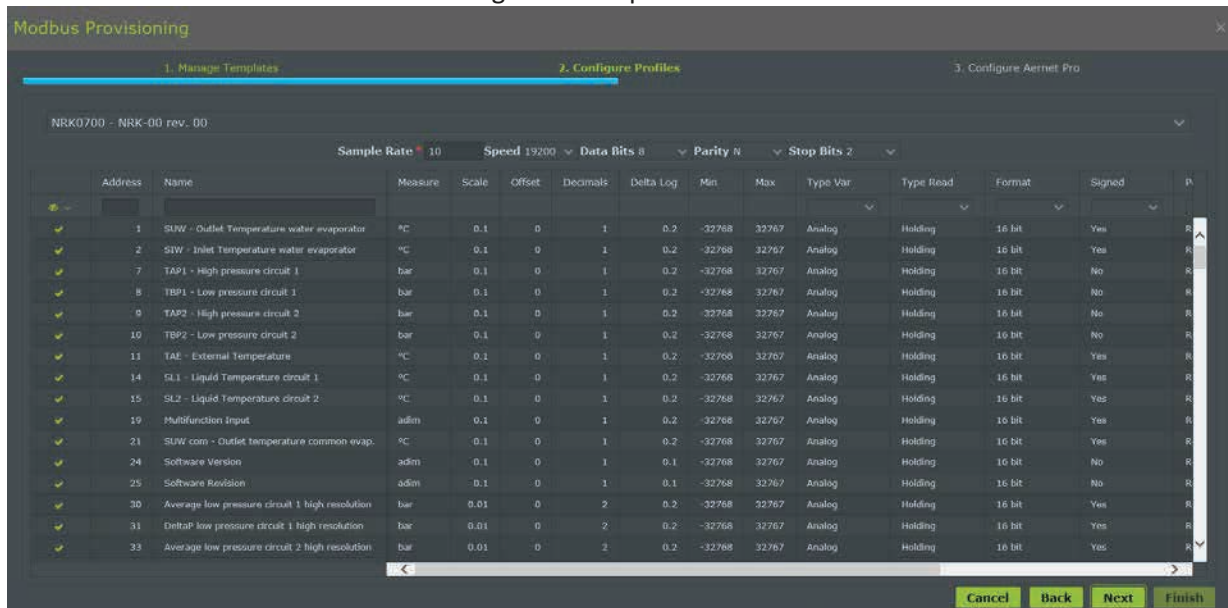 Modbus Provisioning
1. Manage Templates 2. Configure Profiles 3. Configure Aernet Pro
NRK0700 - NRK-00 rev. 00
Sample Rate * 10 Speed 19200 Data Bits 8 Parity N Stop Bits 2
Address Name Measure Scale Offset Decimals Delta Log Min Max Type Var Type Read Format Signed
1 SUW - Outlet Temperature water evaporator ºC 0.1 0 1 0.2 -32768 32767 Analog Holding 16 bit Yes R
2 SIW - Inlet Temperature water evaporator ºC 0.1 0 1 0.2 -32768 32767 Analog Holding 16 bit Yes R
7 TAP1 - High pressure circuit 1 bar 0.1 0 1 0.2 -32768 32767 Analog Holding 16 bit No R
8 TBP1 - Low pressure circuit 1 bar 0.1 0 1 0.2 -32768 32767 Analog Holding 16 bit No R
9 TAP2 - High pressure circuit 2 bar 0.1 0 1 0.2 -32768 32767 Analog Holding 16 bit No R
10 TBP2 - Low pressure circuit 2 bar 0.1 0 1 0.2 -32768 32767 Analog Holding 16 bit No R
11 TAE - External Temperature ºC 0.1 0 1 0.2 -32768 32767 Analog Holding 16 bit Yes R
14 SL1 - Liquid Temperature circuit 1 ºC 0.1 0 1 0.2 -32768 32767 Analog Holding 16 bit Yes R
15 SL2 - Liquid Temperature circuit 2 ºC 0.1 0 1 0.2 -32768 32767 Analog Holding 16 bit Yes R
19 Multifunction Input adim 0.1 0 1 0.2 -32768 32767 Analog Holding 16 bit Yes R
21 SUW com - Outlet temperature common evap. ºC 0.1 0 1 0.2 -32768 32767 Analog Holding 16 bit Yes R
24 Software Version adim 0.1 0 1 0.1 -32768 32767 Analog Holding 16 bit No R
25 Software Revision adim 0.1 0 1 0.1 -32768 32767 Analog Holding 16 bit No R
30 Average low pressure circuit 1 high resolution bar 0.01 0 2 0.2 -32768 32767 Analog Holding 16 bit Yes R
31 DeltaP low pressure circuit 1 high resolution bar 0.01 0 2 0.2 -32768 32767 Analog Holding 16 bit Yes R
33 Average low pressure circuit 2 high resolution bar 0.01 0 2 0.2 -32768 32767 Analog Holding 16 bit Yes R
Cancel Back Next Finish